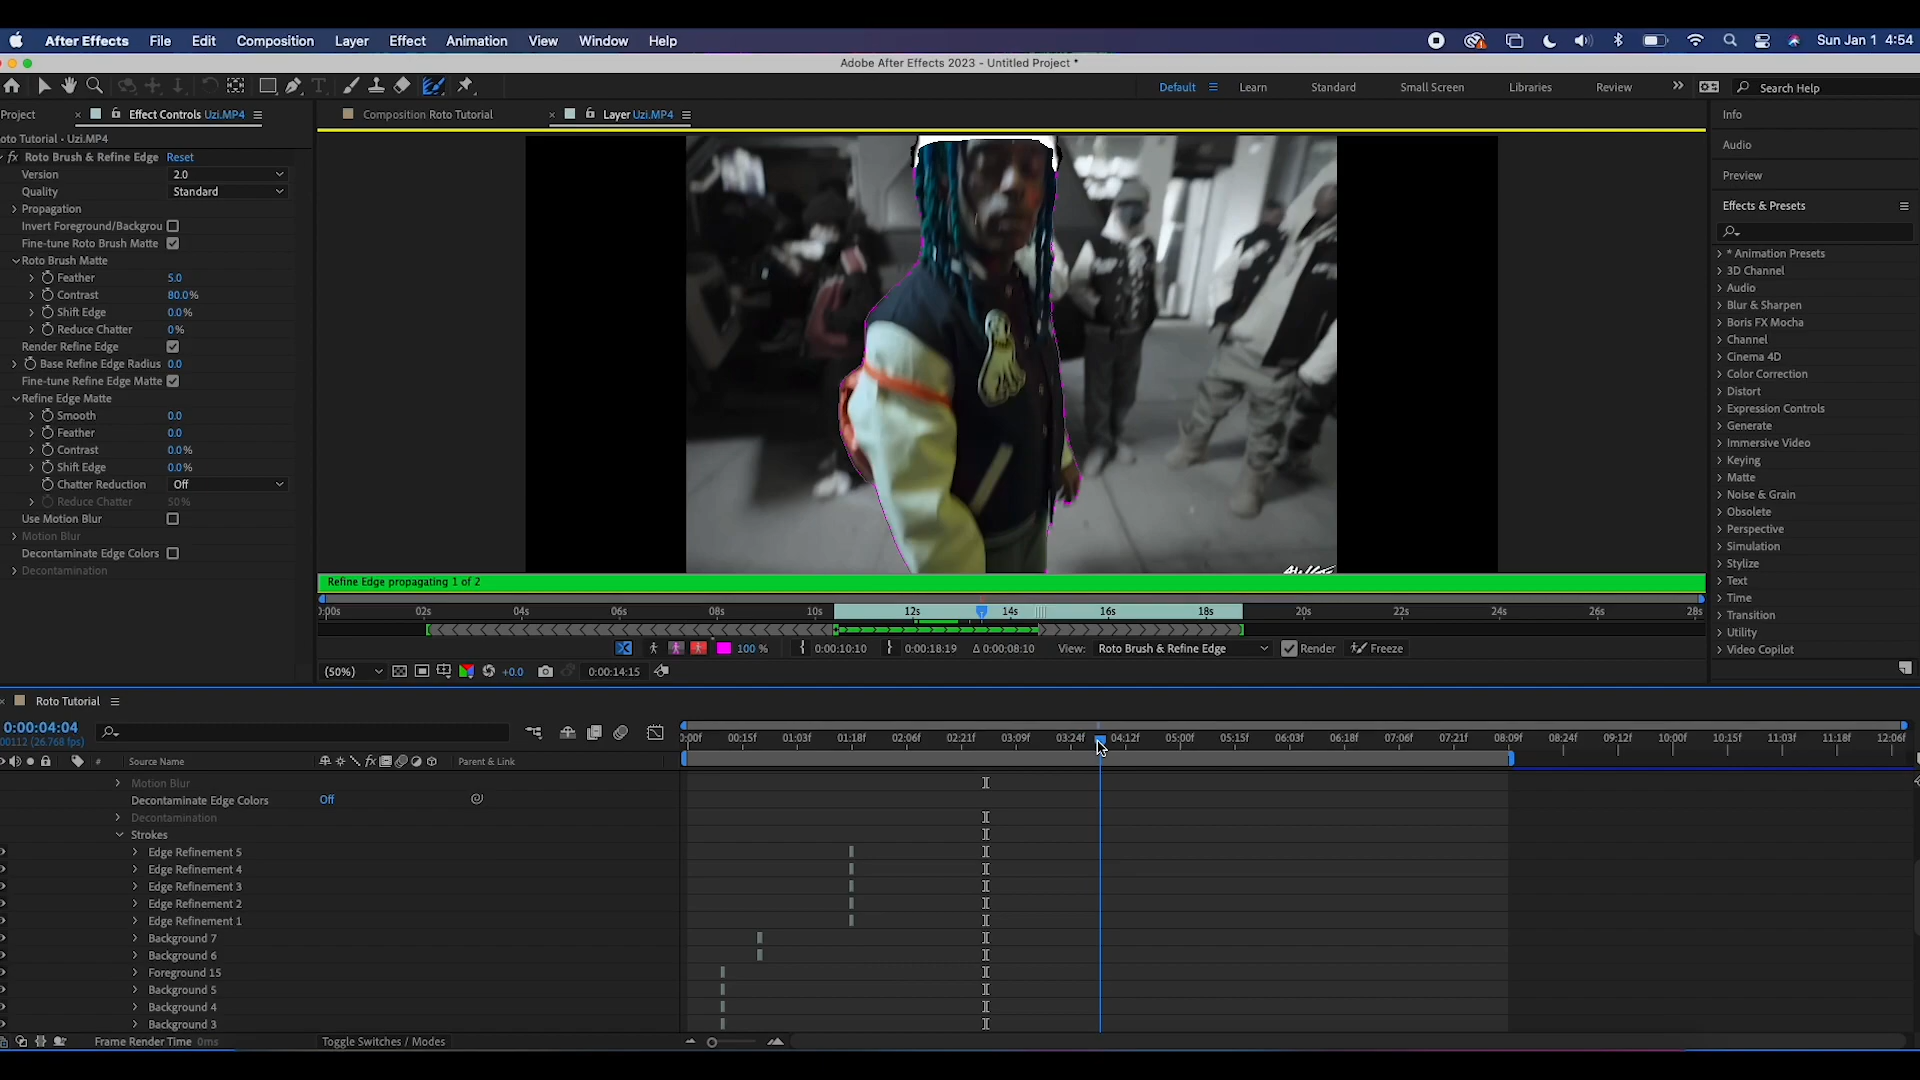 After Effects File Edit Composition Layer Effect Animation View Window Help Sun Jan 1 4:54
Adobe After Effects 2023 - Untitled Project *
Default Learn Standard Small Screen Libraries Review Search Help
Project Effect Controls Uzi.MP4 Composition Roto Tutorial Layer Uzi.MP4
oto Tutorial • Uzi.MP4
fx Roto Brush & Refine Edge Reset
Version 2.0
Quality Standard
Propagation
Invert Foreground/Backgrou
Fine-tune Roto Brush Matte
Roto Brush Matte
Feather 5.0
Contrast 80.0%
Shift Edge 0.0%
Reduce Chatter 0%
Render Refine Edge
Base Refine Edge Radius 0.0
Fine-tune Refine Edge Matte
Refine Edge Matte
Smooth 0.0
Feather 0.0
Contrast 0.0%
Shift Edge 0.0%
Chatter Reduction Off
Reduce Chatter 50%
Use Motion Blur
Motion Blur
Decontaminate Edge Colors
Decontamination
Refine Edge propagating 1 of 2
0:00s 02s 04s 06s 08s 10s 12s 14s 16s 18s 20s 22s 24s 26s 28s
100 % 0:00:10:10 0:00:18:19 Δ 0:00:08:10 View: Roto Brush & Refine Edge Render Freeze
(50%) +0.0 0:00:14:15
Info
Audio
Preview
Effects & Presets
* Animation Presets
3D Channel
Audio
Blur & Sharpen
Boris FX Mocha
Channel
Cinema 4D
Color Correction
Distort
Expression Controls
Generate
Immersive Video
Keying
Matte
Noise & Grain
Obsolete
Perspective
Simulation
Stylize
Text
Time
Transition
Utility
Video Copilot
Roto Tutorial
0:00:04:04
00112 (26.768 fps)
0:00f 00:15f 01:03f 01:18f 02:06f 02:21f 03:09f 03:24f 04:12f 05:00f 05:15f 06:03f 06:18f 07:06f 07:21f 08:09f 08:24f 09:12f 10:00f 10:15f 11:03f 11:18f 12:06f
# Source Name fx Parent & Link
Motion Blur
Decontaminate Edge Colors Off
Decontamination
Strokes
Edge Refinement 5
Edge Refinement 4
Edge Refinement 3
Edge Refinement 2
Edge Refinement 1
Background 7
Background 6
Foreground 15
Background 5
Background 4
Background 3
Frame Render Time 0ms Toggle Switches / Modes